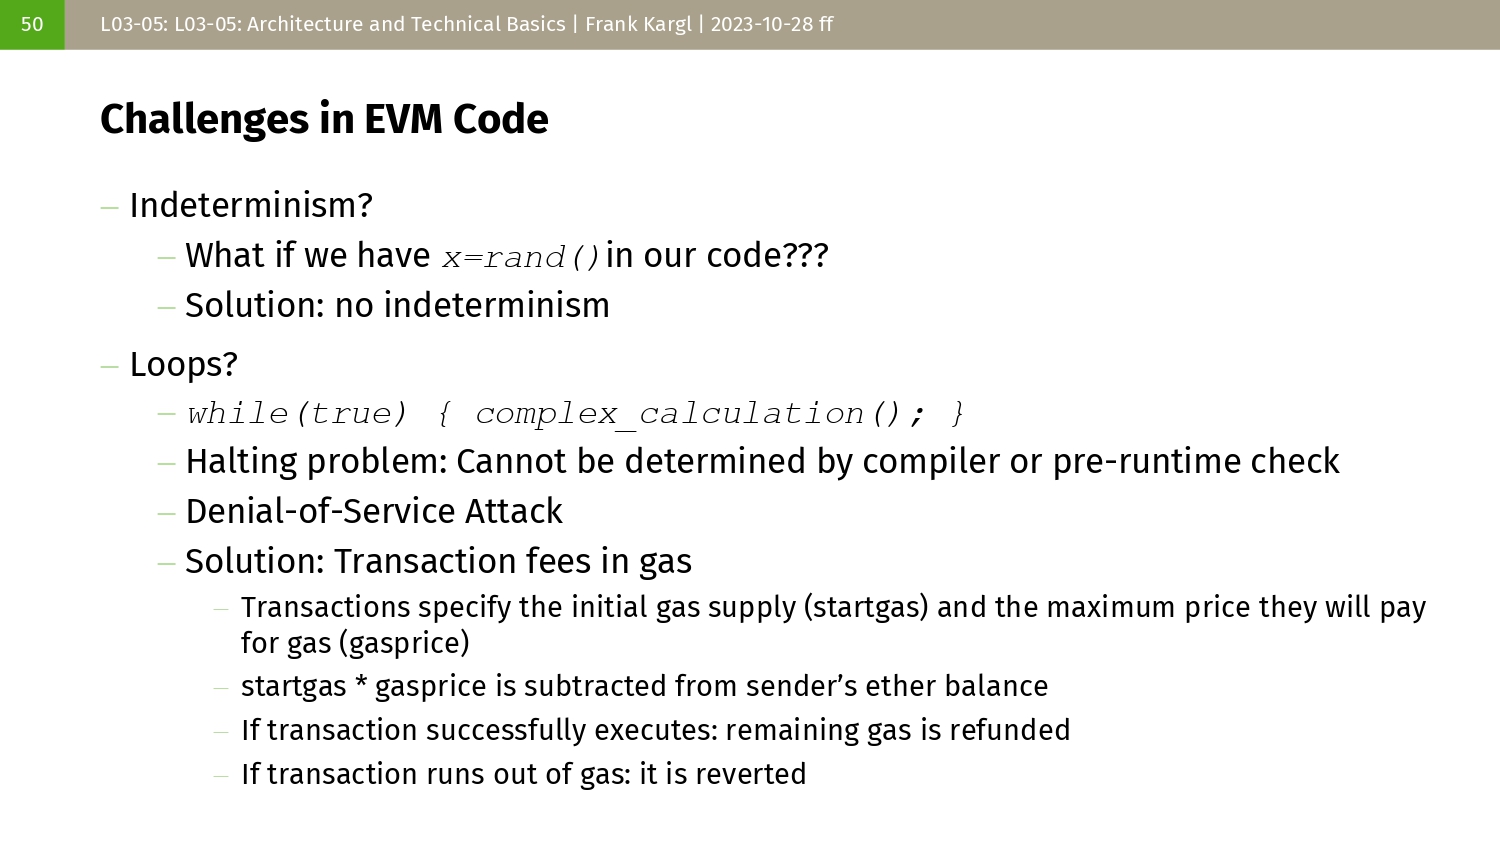 50
L03-05: L03-05: Architecture and Technical Basics | Frank Kargl | 2023-10-28 ff
Challenges in EVM Code
– Indeterminism?
– What if we have x=rand()in our code???
– Solution: no indeterminism
– Loops?
– while(true) { complex_calculation(); }
– Halting problem: Cannot be determined by compiler or pre-runtime check
– Denial-of-Service Attack
– Solution: Transaction fees in gas
– Transactions specify the initial gas supply (startgas) and the maximum price they will pay
for gas (gasprice)
– startgas * gasprice is subtracted from sender’s ether balance
– If transaction successfully executes: remaining gas is refunded
– If transaction runs out of gas: it is reverted